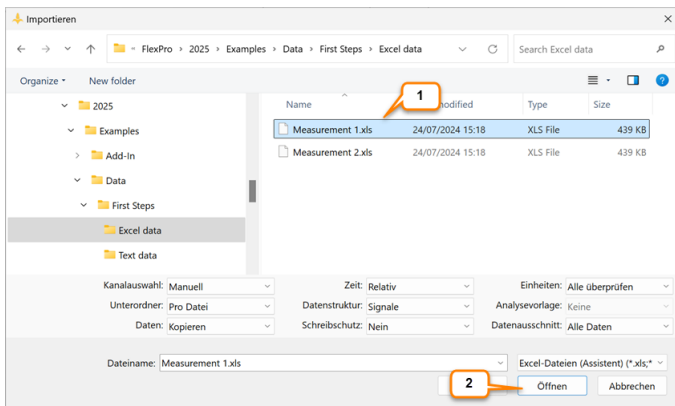 Importieren
« FlexPro › 2025 › Examples › Data › First Steps › Excel data
Search Excel data
Organize
New folder
1
Name modified Type Size
2025
Examples
Add-In
Data
First Steps
Excel data
Text data
Measurement 1.xls 24/07/2024 15:18 XLS File 439 KB
Measurement 2.xls 24/07/2024 15:18 XLS File 439 KB
Kanalauswahl: Manuell Zeit: Relativ Einheiten: Alle überprüfen
Unterordner: Pro Datei Datenstruktur: Signale Analysevorlage: Keine
Daten: Kopieren Schreibschutz: Nein Datenausschnitt: Alle Daten
Dateiname: Measurement 1.xls Excel-Dateien (Assistent) (*.xls;*
2
Öffnen Abbrechen